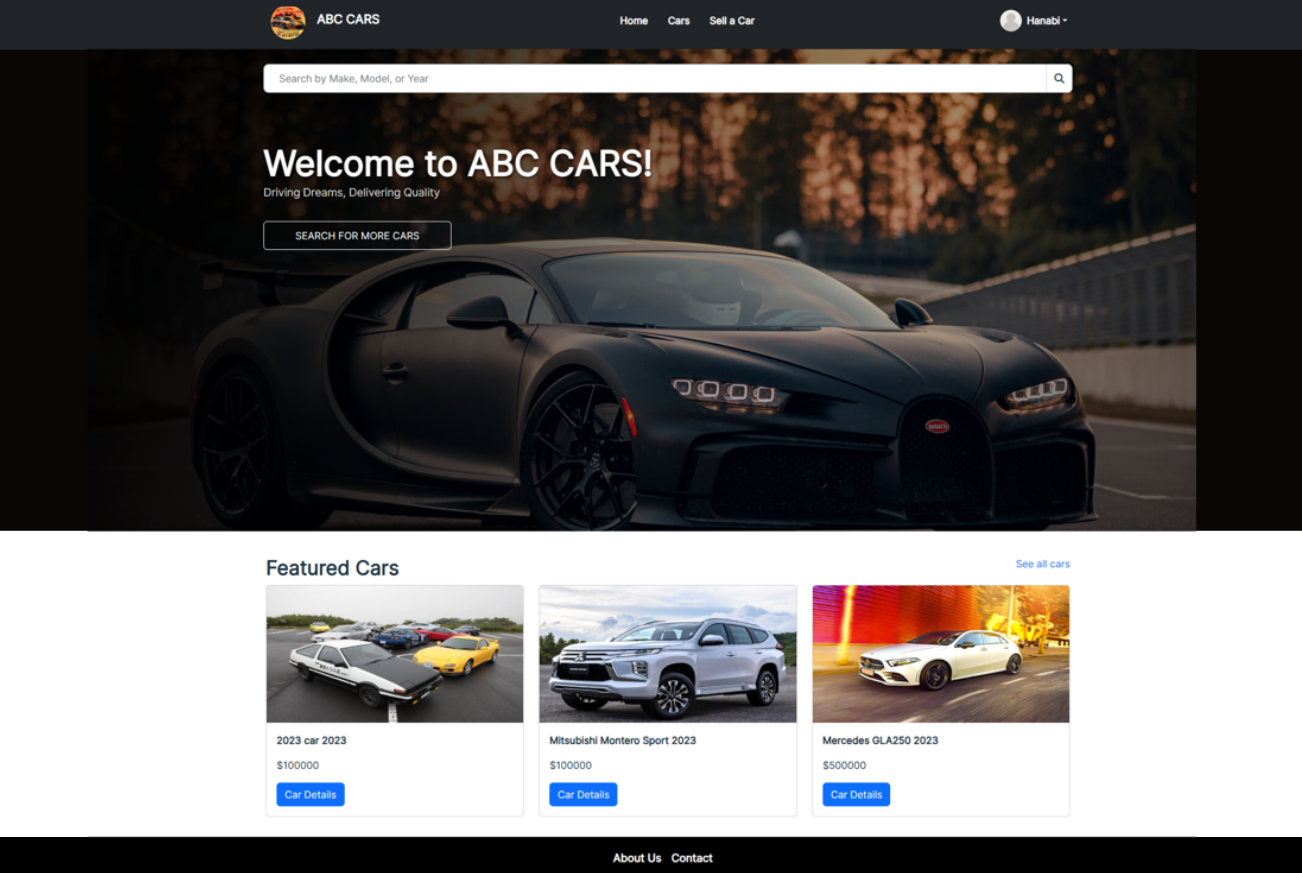 ABC CARS
Home Cars Sell a Car
Hanabi
Search by Make, Model, or Year
Welcome to ABC CARS!
Driving Dreams, Delivering Quality
SEARCH FOR MORE CARS
Featured Cars
See all cars
2023 car 2023
$100000
Car Details
Mitsubishi Montero Sport 2023
$100000
Car Details
Mercedes GLA250 2023
$500000
Car Details
About Us Contact